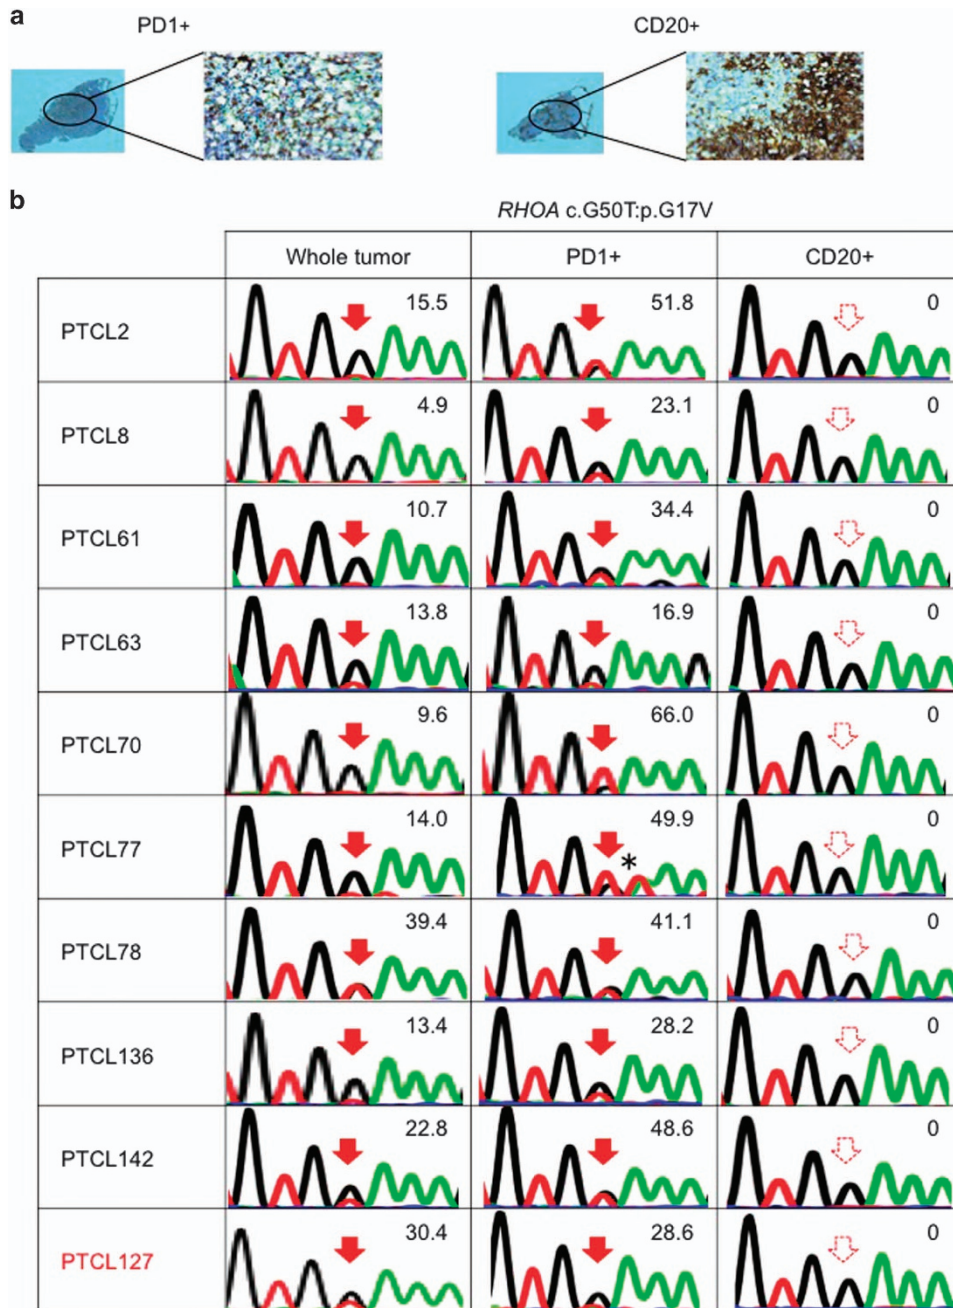 a
PD1+ CD20+
b
RHOA c.G50T:p.G17V
Whole tumor PD1+ CD20+
PTCL2 15.5 51.8 0
PTCL8 4.9 23.1 0
PTCL61 10.7 34.4 0
PTCL63 13.8 16.9 0
PTCL70 9.6 66.0 0
PTCL77 14.0 49.9 0
*
PTCL78 39.4 41.1 0
PTCL136 13.4 28.2 0
PTCL142 22.8 48.6 0
PTCL127 30.4 28.6 0